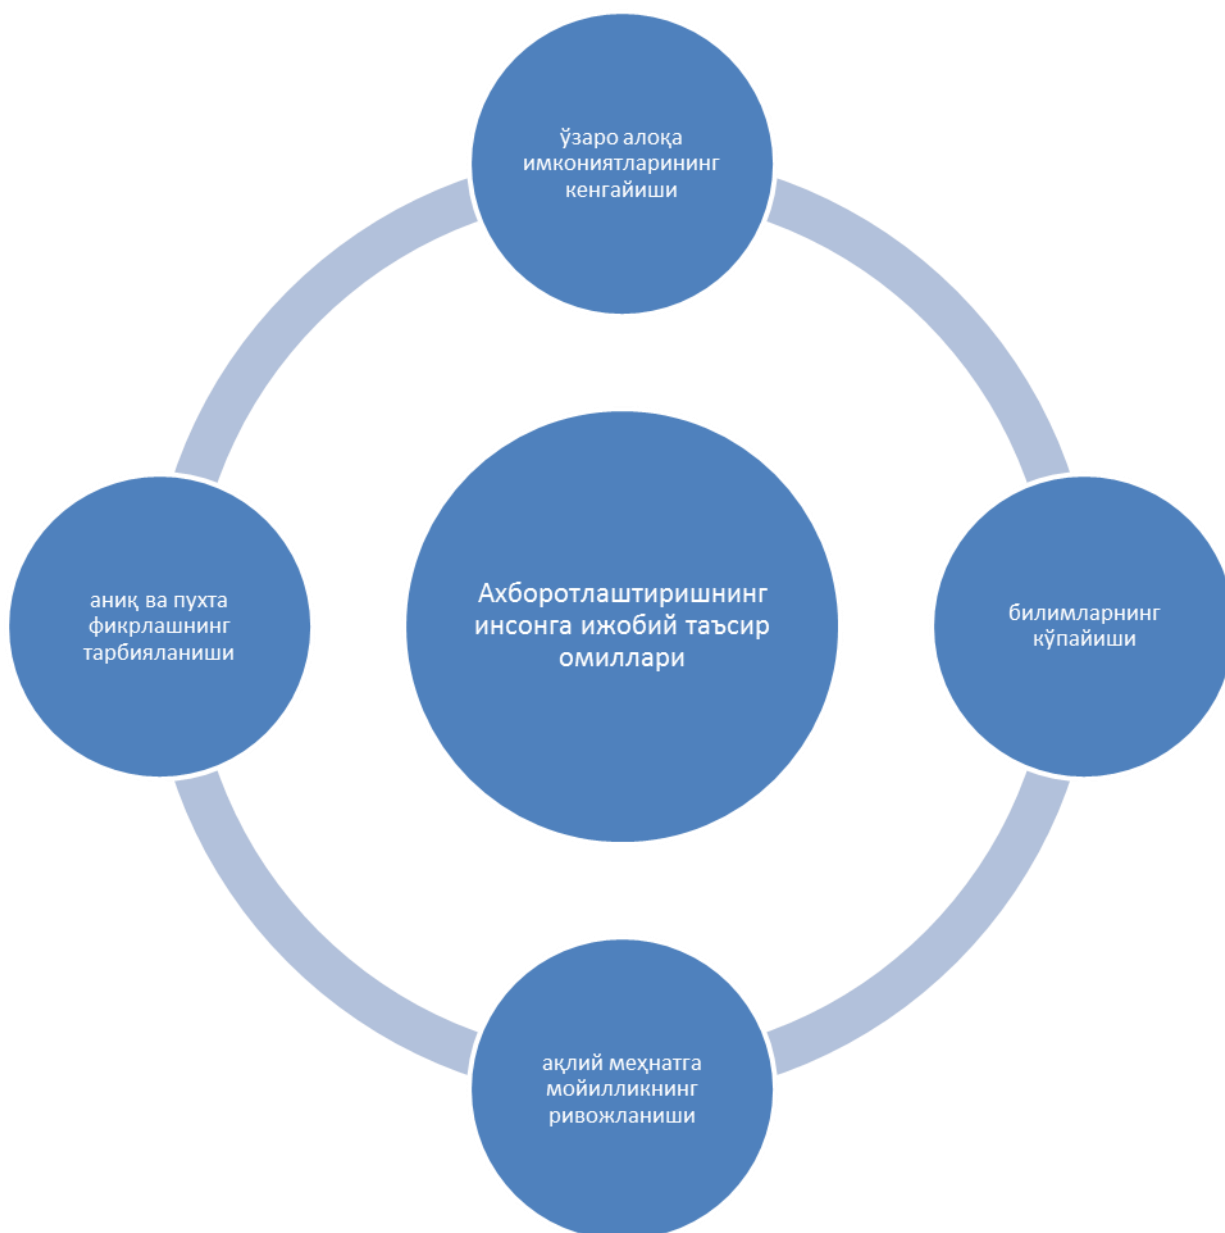 ўзаро алоқа
имкониятларининг
кенгайиши
аниқ ва пухта
фикрлашнинг
тарбияланиши
Ахборотлаштиришнинг
инсонга ижобий таъсир
омиллари
билимларнинг
кўпайиши
ақлий меҳнатга
мойилликнинг
ривожланиши